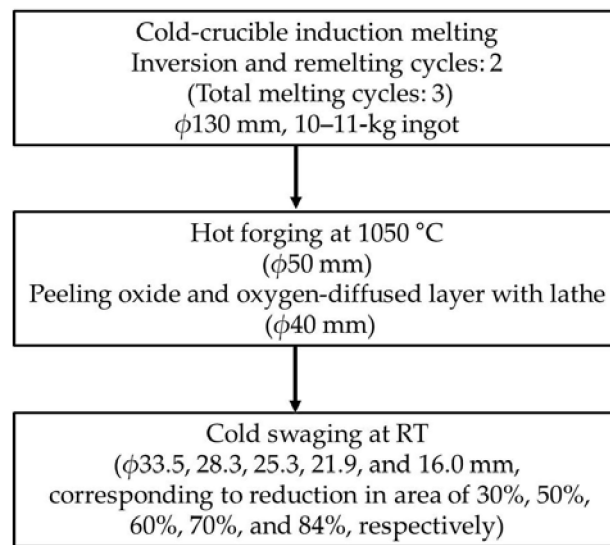 Cold-crucible induction melting
Inversion and remelting cycles: 2
(Total melting cycles: 3)
ϕ130 mm, 10–11-kg ingot
Hot forging at 1050 °C
(ϕ50 mm)
Peeling oxide and oxygen-diffused layer with lathe
(ϕ40 mm)
Cold swaging at RT
(ϕ33.5, 28.3, 25.3, 21.9, and 16.0 mm,
corresponding to reduction in area of 30%, 50%,
60%, 70%, and 84%, respectively)